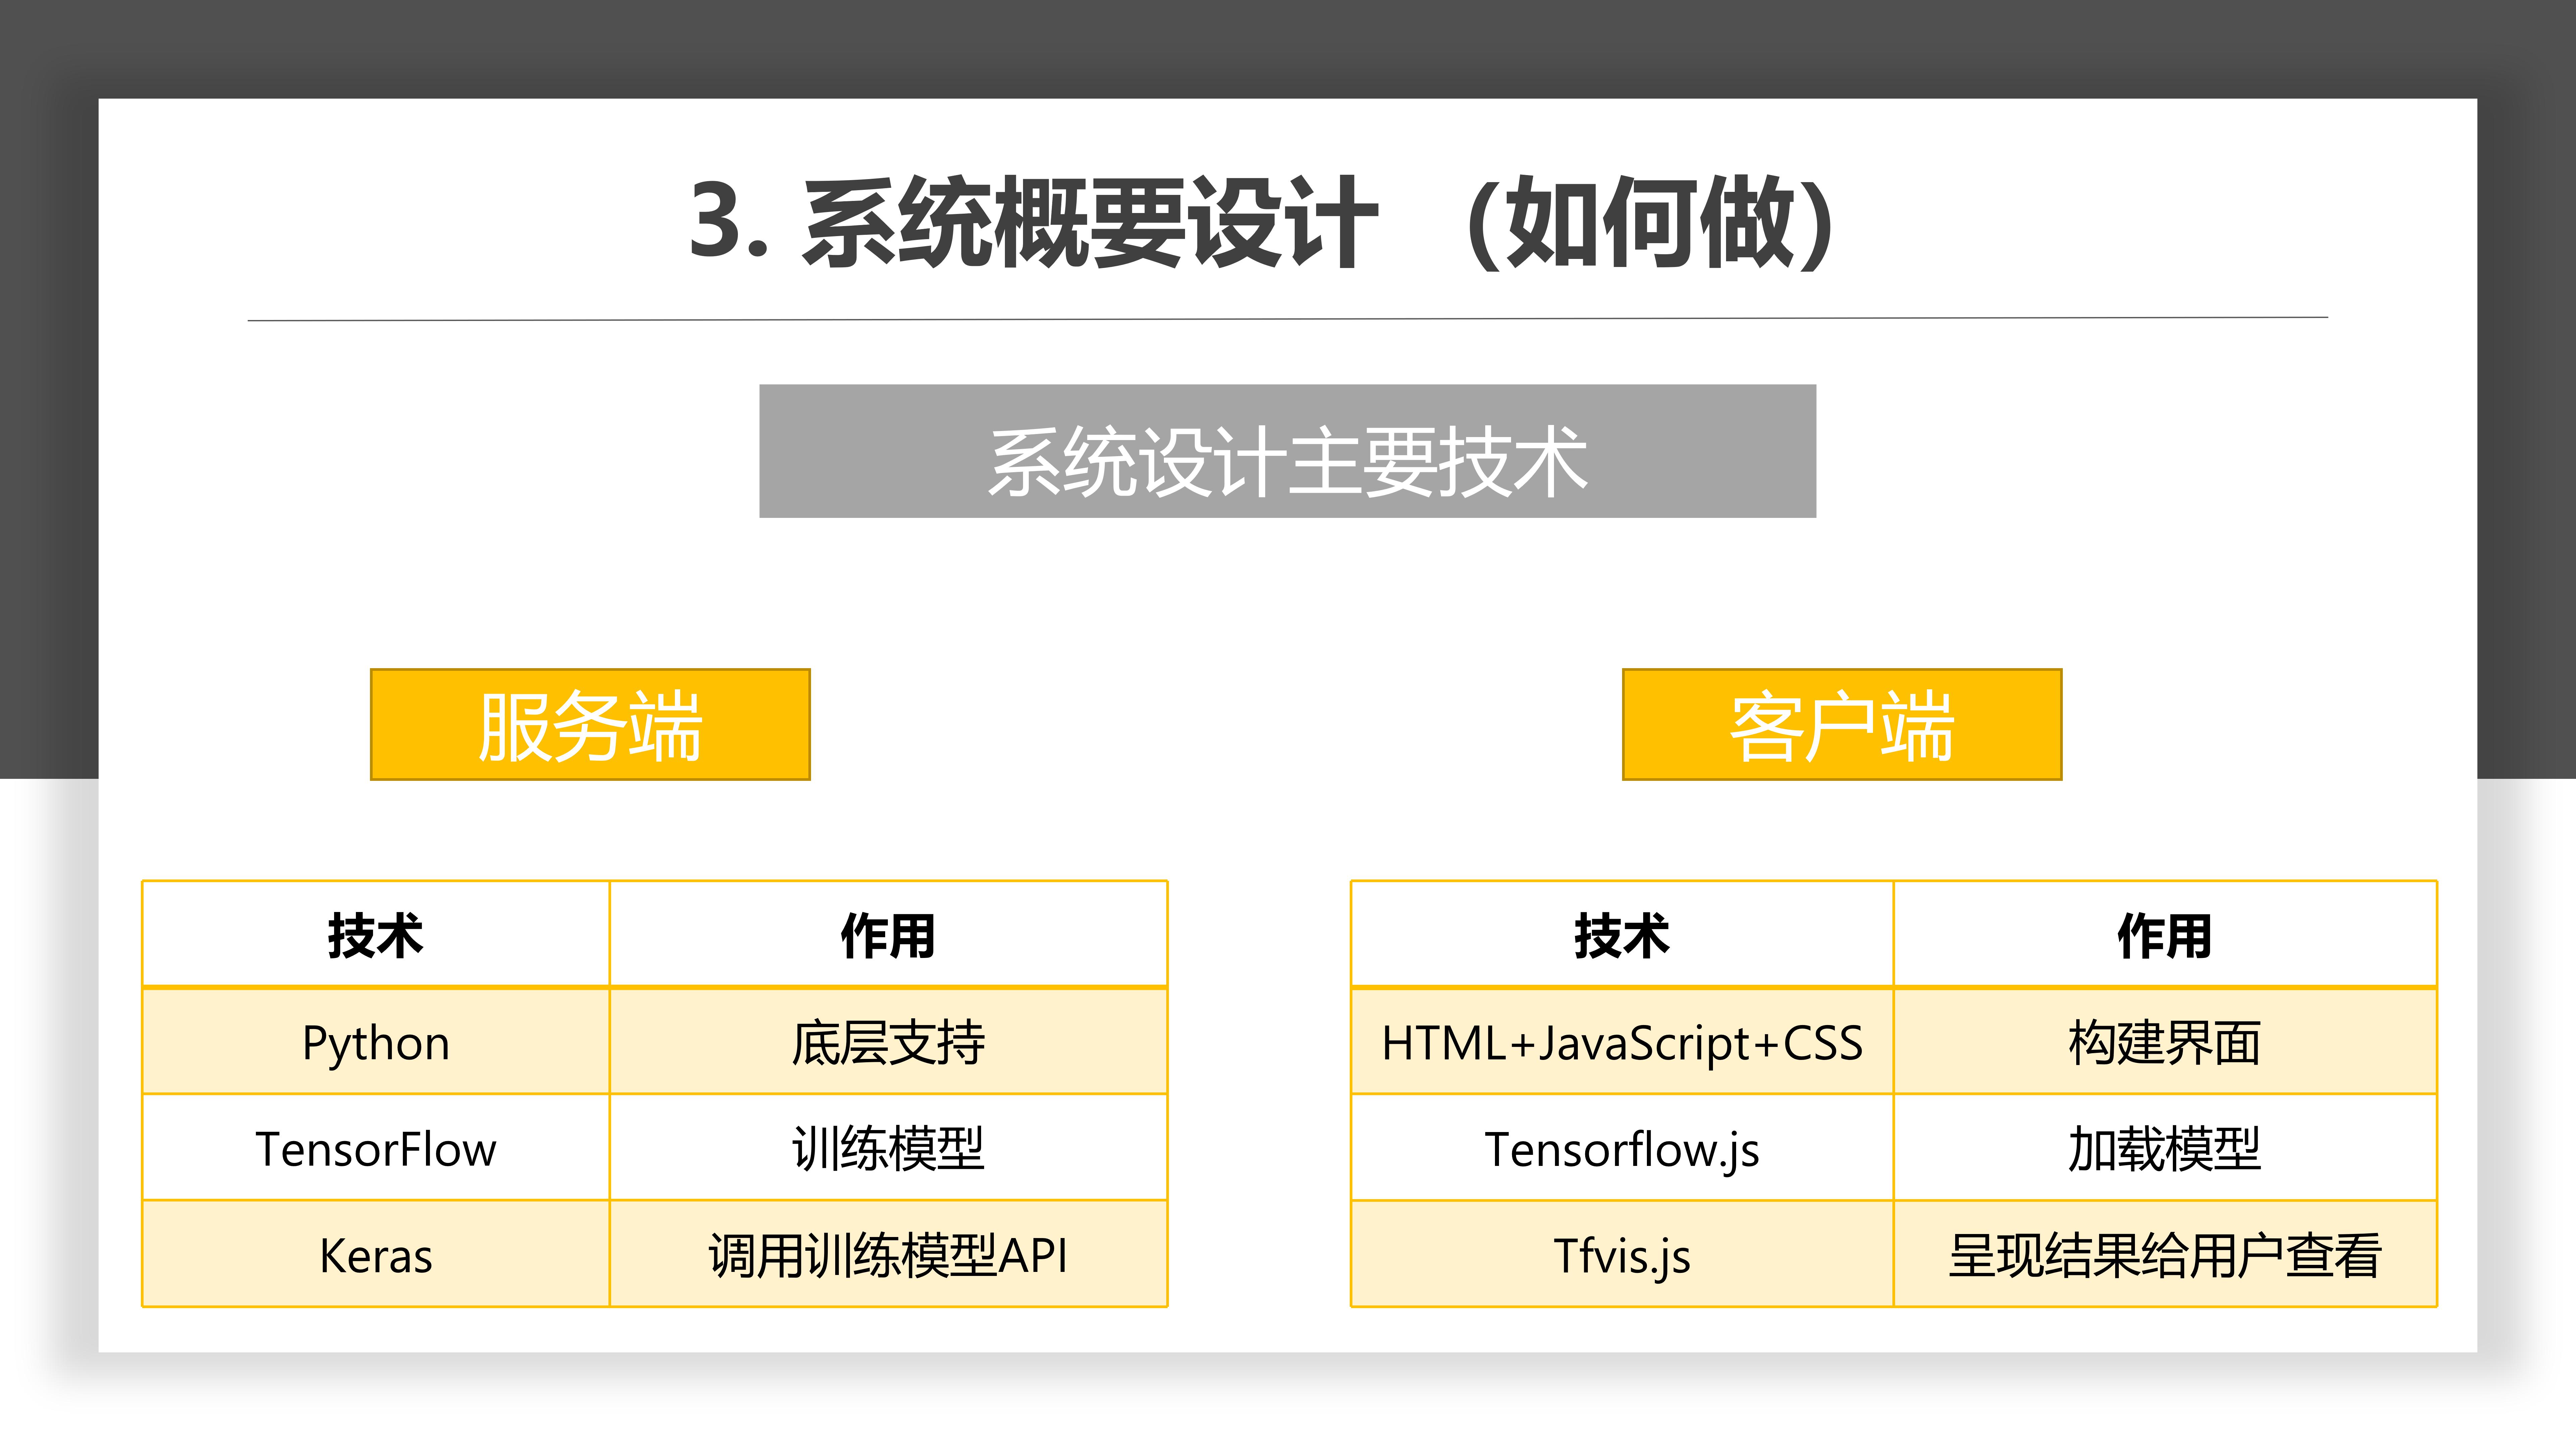 3. 系统概要设计 （如何做）
系统设计主要技术
服务端
技术 作用
Python 底层支持
TensorFlow 训练模型
Keras 调用训练模型API
客户端
技术 作用
HTML+JavaScript+CSS 构建界面
Tensorflow.js 加载模型
Tfvis.js 呈现结果给用户查看